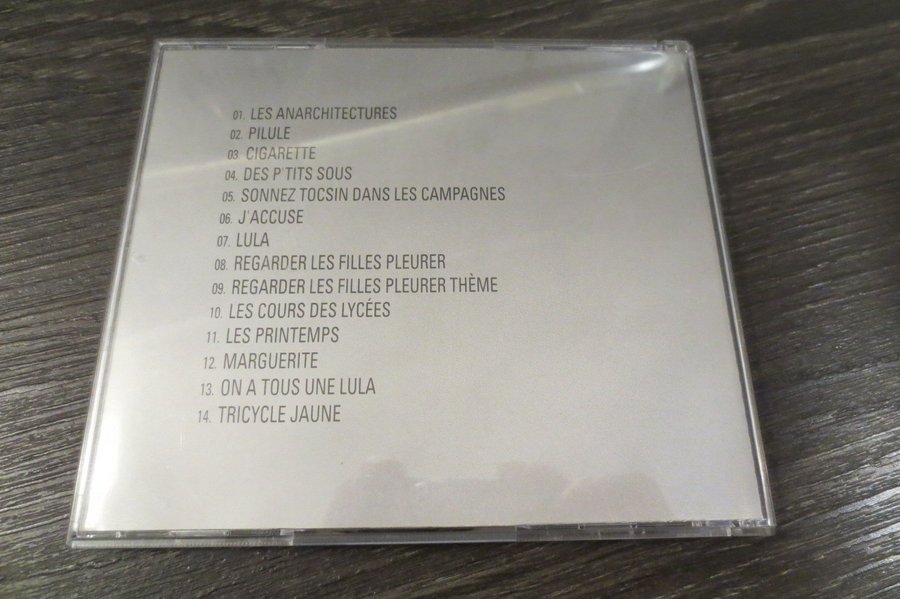 01. LES ANARCHITECTURES
02. PILULE
03. CIGARETTE
04. DES P'TITS SOUS
05. SONNEZ TOCSIN DANS LES CAMPAGNES
06. J'ACCUSE
07. LULA
08. REGARDER LES FILLES PLEURER
09. REGARDER LES FILLES PLEURER THÈME
10. LES COURS DES LYCÉES
11. LES PRINTEMPS
12. MARGUERITE
13. ON A TOUS UNE LULA
14. TRICYCLE JAUNE